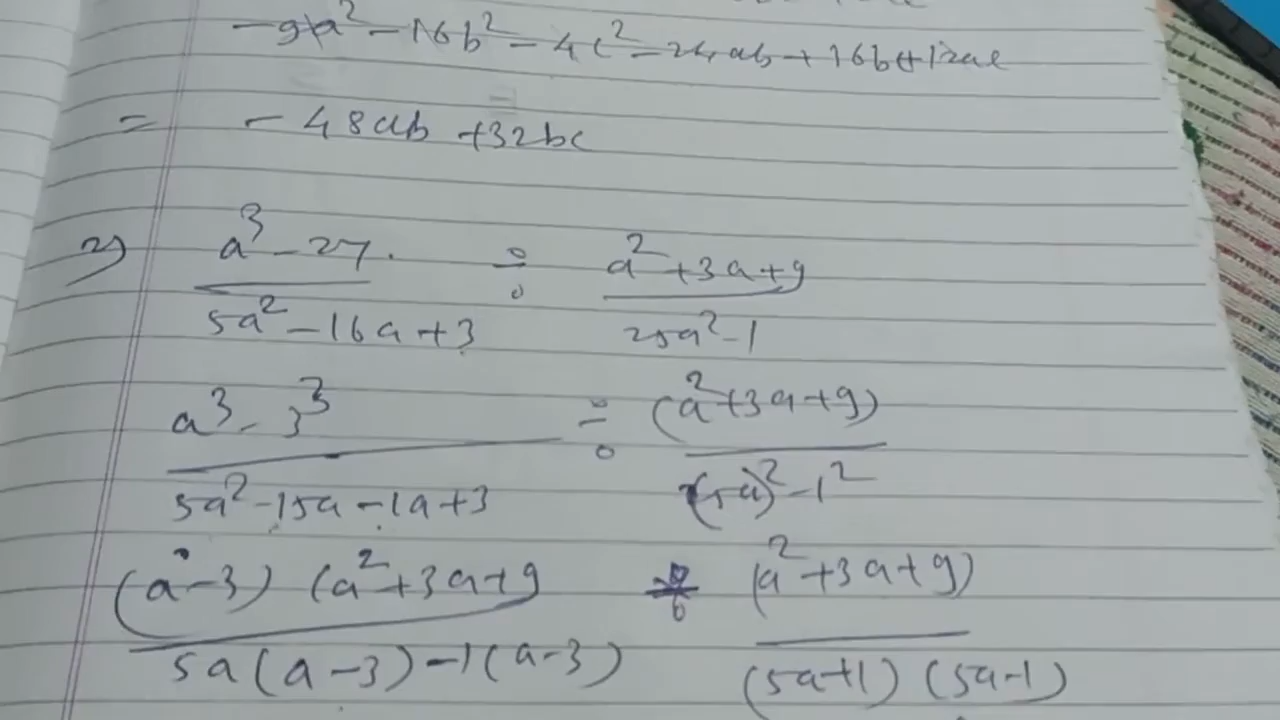 -9a² - 16b² - 4c² - 24ab + 16bc + 12ac
= - 48ab + 32bc
2) a³ - 27 / 5a² - 16a + 3 ÷ a² + 3a + 9 / 25a² - 1
a³ - 3³ / 5a² - 15a - 1a + 3 ÷ (a² + 3a + 9) / (5a)² - 1²
(a - 3) (a² + 3a + 9 / 5a(a - 3) - 1(a - 3) ÷ (a² + 3a + 9) / (5a + 1) (5a - 1)